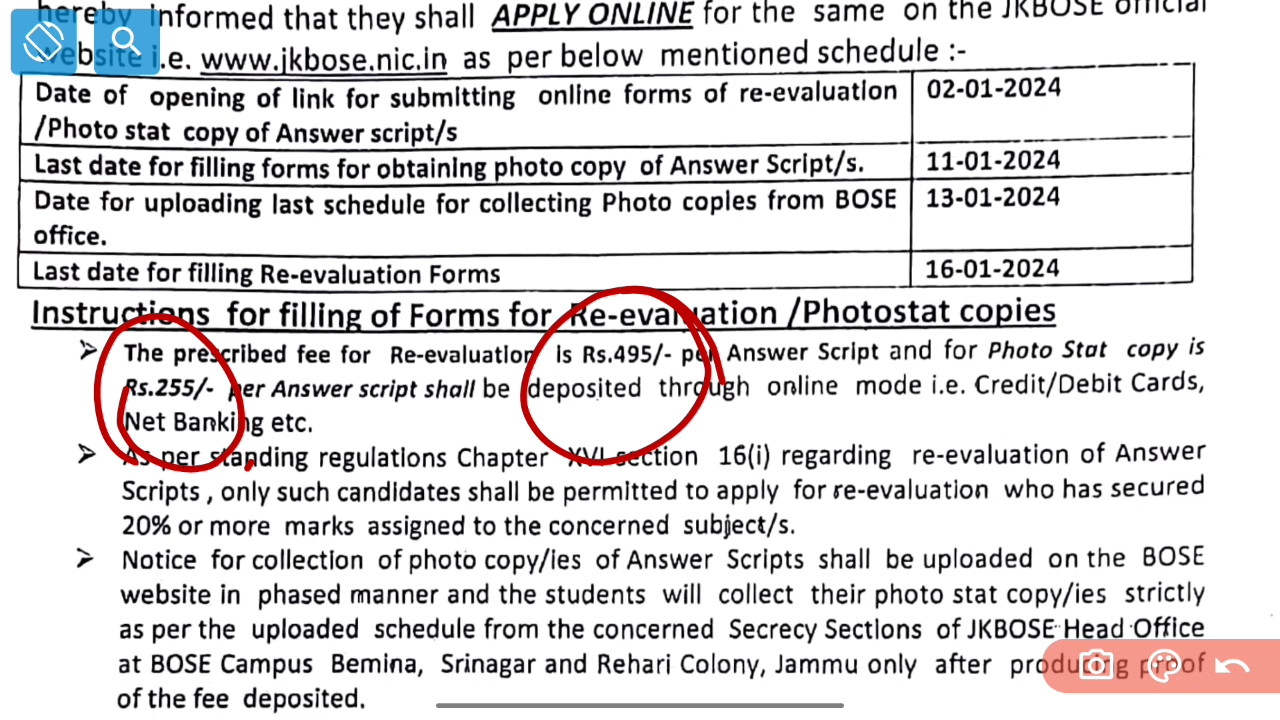 hereby informed that they shall APPLY ONLINE for the same on the JKBOSE official
website i.e. www.jkbose.nic.in as per below mentioned schedule :-
Date of opening of link for submitting online forms of re-evaluation 02-01-2024
/Photo stat copy of Answer script/s
Last date for filling forms for obtaining photo copy of Answer Script/s. 11-01-2024
Date for uploading last schedule for collecting Photo copies from BOSE 13-01-2024
office.
Last date for filling Re-evaluation Forms 16-01-2024
Instructions for filling of Forms for Re-evaluation /Photostat copies
➢ The prescribed fee for Re-evaluation is Rs.495/- per Answer Script and for Photo Stat copy is
Rs.255/- per Answer script shall be deposited through online mode i.e. Credit/Debit Cards,
Net Banking etc.
➢ As per standing regulations Chapter XVI section 16(i) regarding re-evaluation of Answer
Scripts , only such candidates shall be permitted to apply for re-evaluation who has secured
20% or more marks assigned to the concerned subject/s.
➢ Notice for collection of photo copy/ies of Answer Scripts shall be uploaded on the BOSE
website in phased manner and the students will collect their photo stat copy/ies strictly
as per the uploaded schedule from the concerned Secrecy Sections of JKBOSE Head Office
at BOSE Campus Bemina, Srinagar and Rehari Colony, Jammu only after producing proof
of the fee deposited.